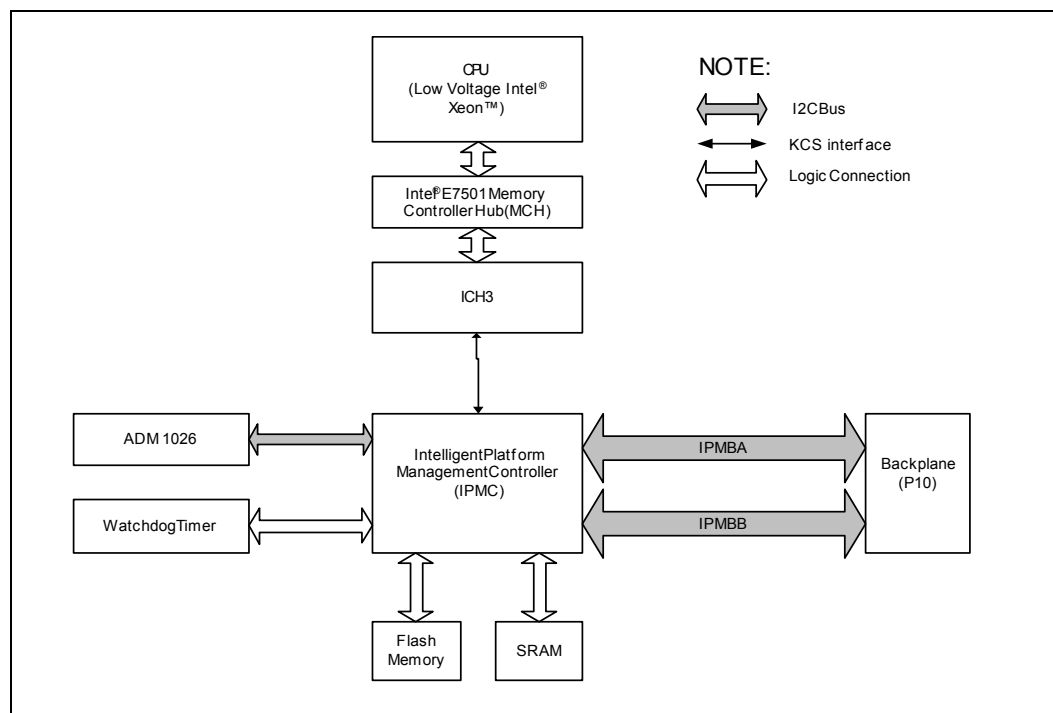 CPU
(Low Voltage Intel®
Xeon™)
NOTE:
I2CBus
KCS interface
Logic Connection
Intel®E7501Memory
ControllerHub(MCH)
ICH3
ADM 1026
IntelligentPlatform
ManagementController
(IPMC)
IPMBA
Backplane
(P10)
WatchdogTimer
IPMBB
Flash
Memory
SRAM